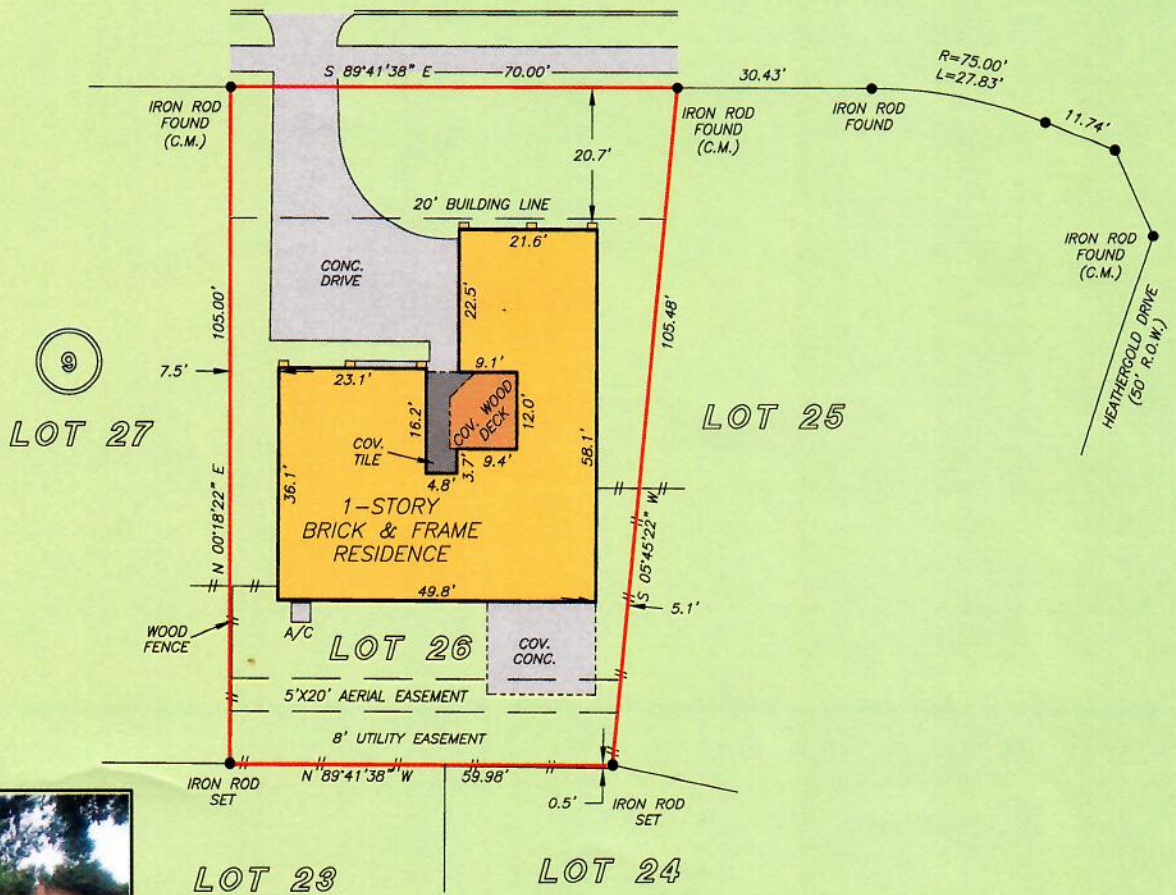 S 89°41'38" E
70.00'
30.43'
R=75.00'
L=27.83'
11.74'
IRON ROD
FOUND
(C.M.)
IRON ROD
FOUND
(C.M.)
IRON ROD
FOUND
20.7'
20' BUILDING LINE
21.6'
IRON ROD
FOUND
(C.M.)
CONC.
DRIVE
22.5'
105.00'
105.48'
HEATHERGOLD DRIVE
(50' R.O.W.)
9
LOT 27
7.5'
23.1'
9.1'
16.2'
COV. WOOD
DECK
12.0'
LOT 25
COV.
TILE
3.7'
9.4'
4.8'
58.1'
36.1'
N 00°18'22" E
1-STORY
BRICK & FRAME
RESIDENCE
S 05°45'22" W
49.8'
5.1'
WOOD
FENCE
A/C
LOT 26
COV.
CONC.
5'X20' AERIAL EASEMENT
8' UTILITY EASEMENT
IRON ROD
SET
N 89°41'38" W
59.98'
0.5'
IRON ROD
SET
LOT 23
LOT 24